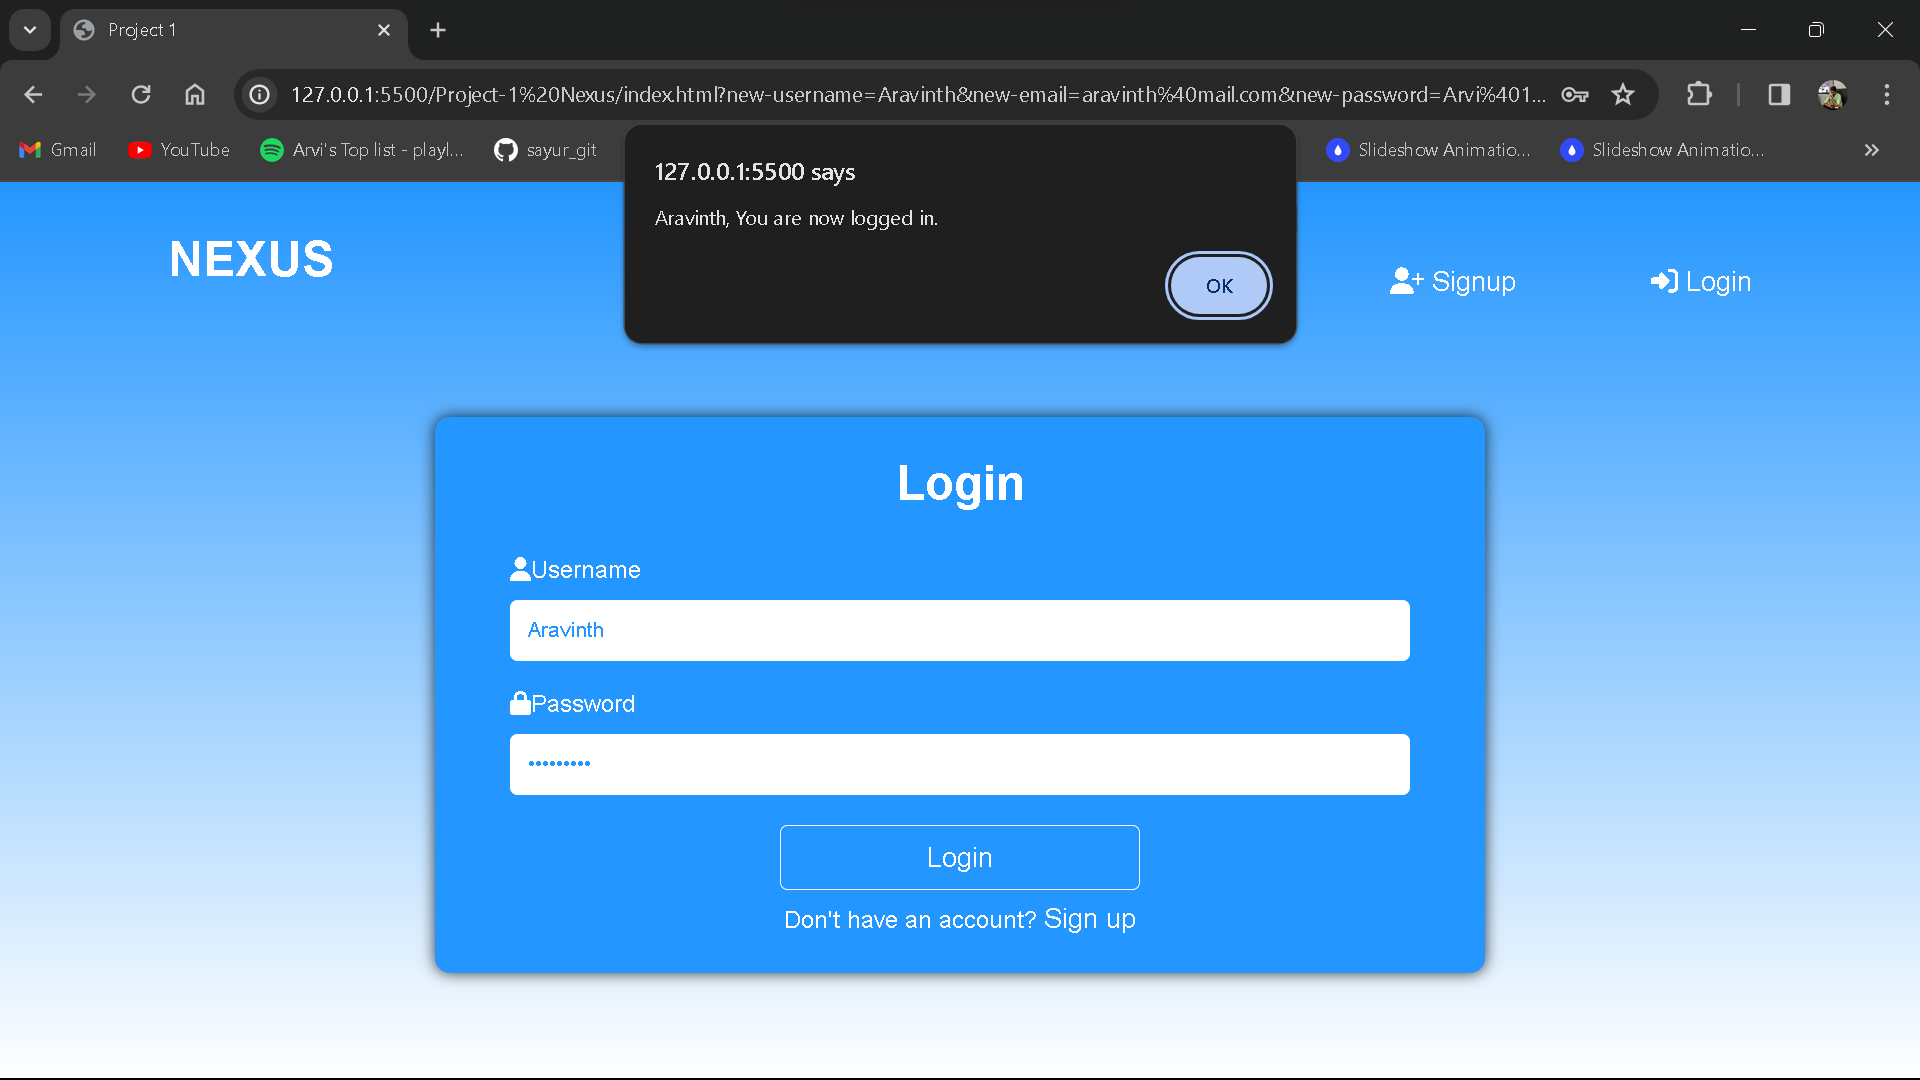 Project 1
127.0.0.1:5500/Project-1%20Nexus/index.html?new-username=Aravinth&new-email=aravinth%40mail.com&new-password=Arvi%401...
Gmail YouTube Arvi's Top list - playl... sayur_git Slideshow Animatio... Slideshow Animatio...
127.0.0.1:5500 says
Aravinth, You are now logged in.
OK
NEXUS
Signup Login
Login
Username
Aravinth
Password
•••••••••
Login
Don't have an account? Sign up